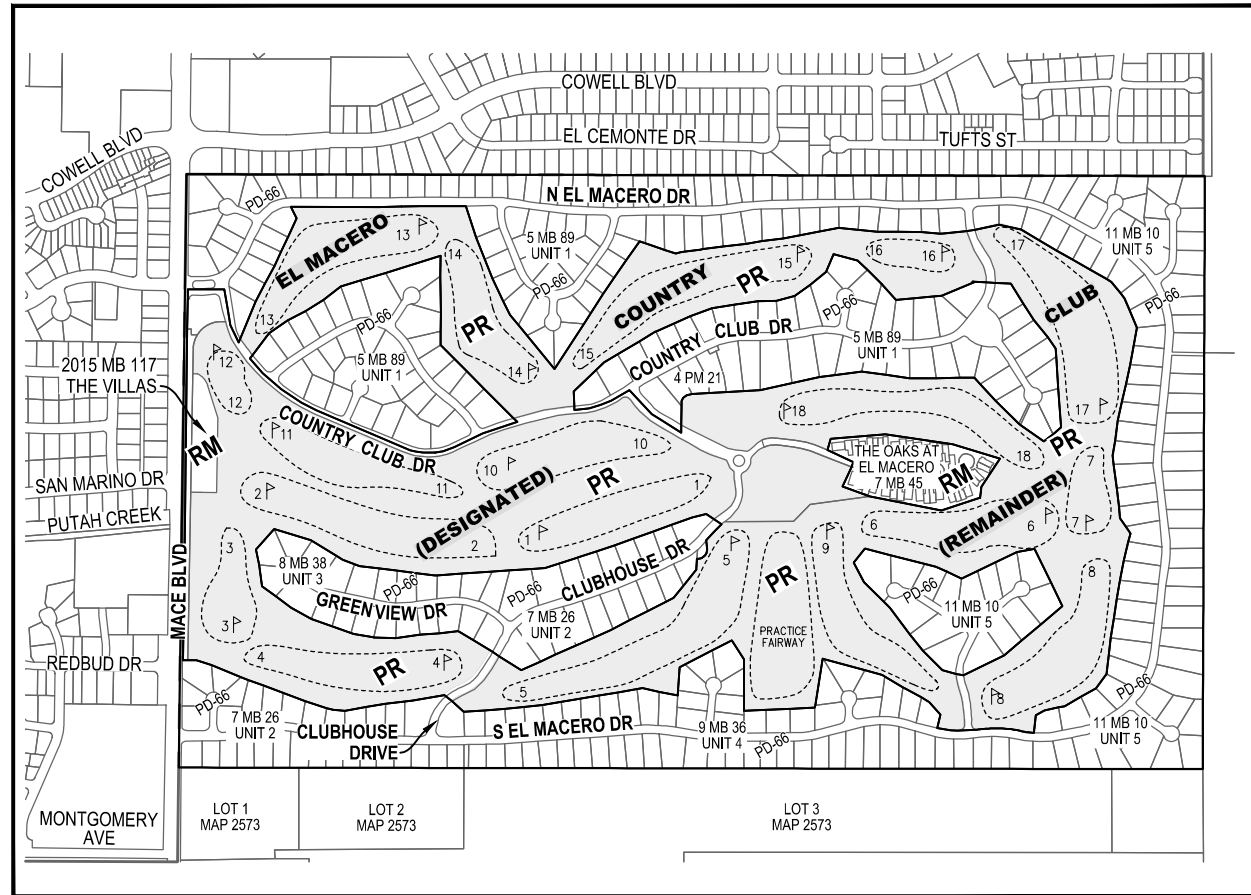 COWELL BLVD
EL CEMONTE DR
TUFTS ST
COWELL BLVD
PD-66
N EL MACERO DR
EL MACERO
13
13
14
5 MB 89
UNIT 1
PD-66
COUNTRY
PR
15
16
16
17
11 MB 10
UNIT 5
PD-66
CLUB
PD-66
5 MB 89
UNIT 1
PR
14
15
COUNTRY CLUB DR
PD-66
5 MB 89
UNIT 1
4 PM 21
2015 MB 117
THE VILLAS
12
12
RM
11
COUNTRY CLUB DR
11
10
10
18
18
17
PR
7
7
THE OAKS AT
EL MACERO
7 MB 45
RM
(REMAINDER)
SAN MARINO DR
PUTAH CREEK
MACE BLVD
2
(DESIGNATED)
PR
1
2
1
6
6
3
3
8 MB 38
UNIT 3
PD-66
GREENVIEW DR
PD-66
CLUBHOUSE DR
7 MB 26
UNIT 2
5
PR
9
PRACTICE
FAIRWAY
PD-66
11 MB 10
UNIT 5
8
8
REDBUD DR
4
PR
4
5
PD-66
7 MB 26
UNIT 2
CLUBHOUSE
DRIVE
S EL MACERO DR
9 MB 36
UNIT 4
PD-66
PD-66
11 MB 10
UNIT 5
MONTGOMERY
AVE
LOT 1
MAP 2573
LOT 2
MAP 2573
LOT 3
MAP 2573